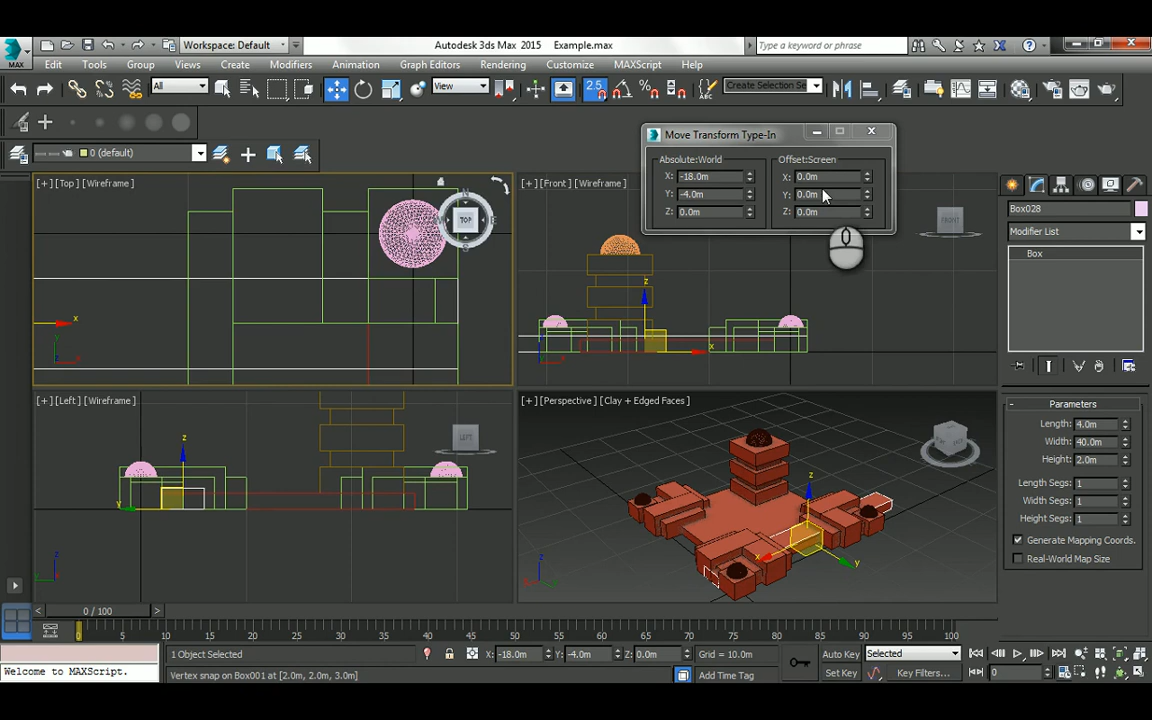 MAX
Workspace: Default
Autodesk 3ds Max 2015 Example.max
Type a keyword or phrase
Edit Tools Group Views Create Modifiers Animation Graph Editors Rendering Customize MAXScript Help
All
View
2.5
Create Selection Se
0 (default)
Move Transform Type-In
Absolute:World
X: -18.0m
Y: -4.0m
Z: 0.0m
Offset:Screen
X: 0.0m
Y: 0.0m
Z: 0.0m
[+] [Top] [Wireframe]
N
TOP
E
x
[+] [Front] [Wireframe]
FRONT
z
x
[+] [Left] [Wireframe]
LEFT
z
y
[+] [Perspective] [Clay + Edged Faces]
z
x
y
Box028
Modifier List
Box
- Parameters
Length: 4.0m
Width: 40.0m
Height: 2.0m
Length Segs: 1
Width Segs: 1
Height Segs: 1
Generate Mapping Coords.
Real-World Map Size
< 0 / 100 >
0 5 10 15 20 25 30 35 40 45 50 55 60 65 70 75 80 85 90 95 100
Welcome to MAXScript.
1 Object Selected
X: -18.0m Y: -4.0m Z: 0.0m
Grid = 10.0m
Vertex snap on Box001 at [2.0m, 2.0m, 3.0m]
Add Time Tag
Auto Key
Selected
Set Key
Key Filters...
0